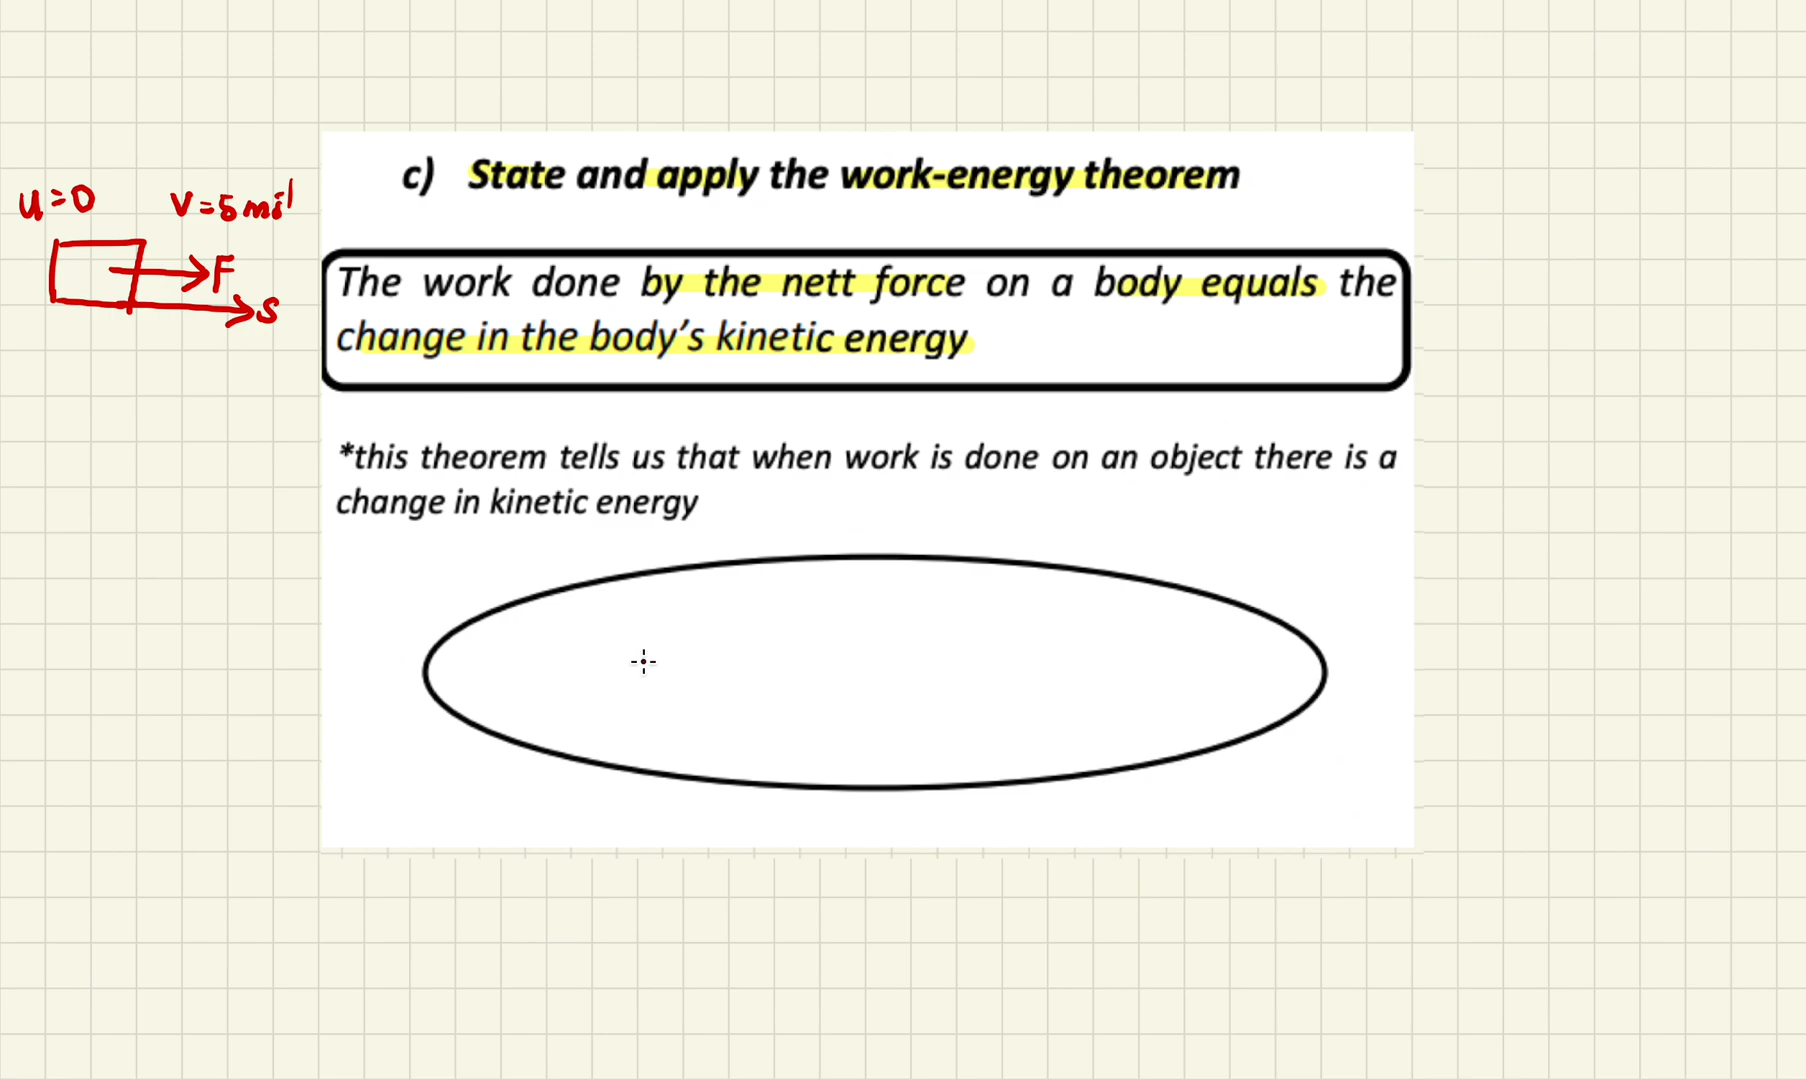 c) State and apply the work-energy theorem
u=0 v=5ms⁻¹
F
s
The work done by the nett force on a body equals the
change in the body’s kinetic energy
*this theorem tells us that when work is done on an object there is a
change in kinetic energy